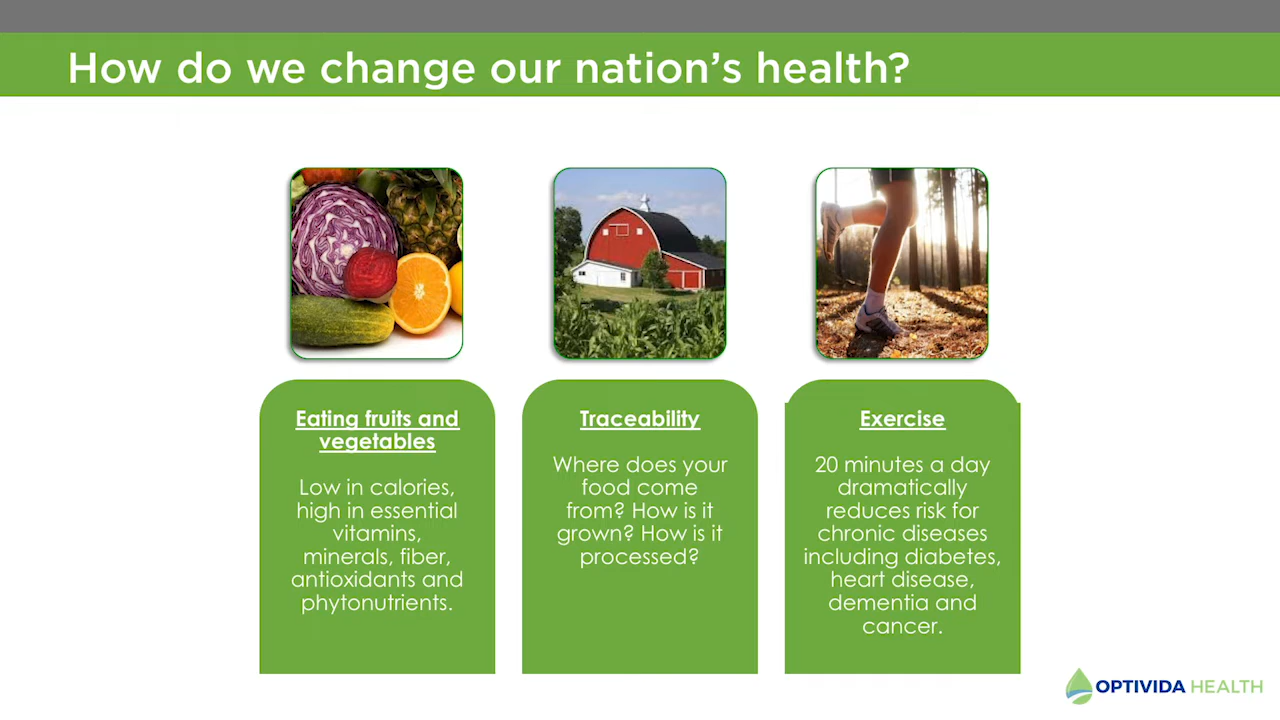 How do we change our nation’s health?
Eating fruits and
vegetables
Low in calories,
high in essential
vitamins,
minerals, fiber,
antioxidants and
phytonutrients.
Traceability
Where does your
food come
from? How is it
grown? How is it
processed?
Exercise
20 minutes a day
dramatically
reduces risk for
chronic diseases
including diabetes,
heart disease,
dementia and
cancer.
OPTIVIDA HEALTH